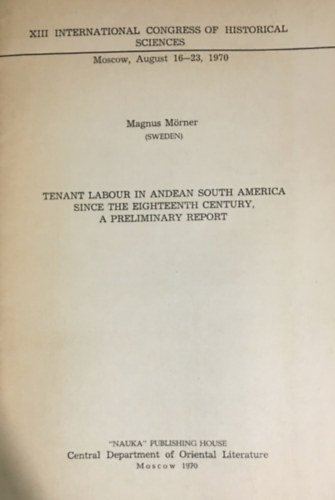 XIII INTERNATIONAL CONGRESS OF HISTORICAL
SCIENCES
Moscow, August 16—23, 1970
Magnus Mörner
(SWEDEN)
TENANT LABOUR IN ANDEAN SOUTH AMERICA
SINCE THE EIGHTEENTH CENTURY,
A PRELIMINARY REPORT
"NAUKA" PUBLISHING HOUSE
Central Department of Oriental Literature
Moscow 1970